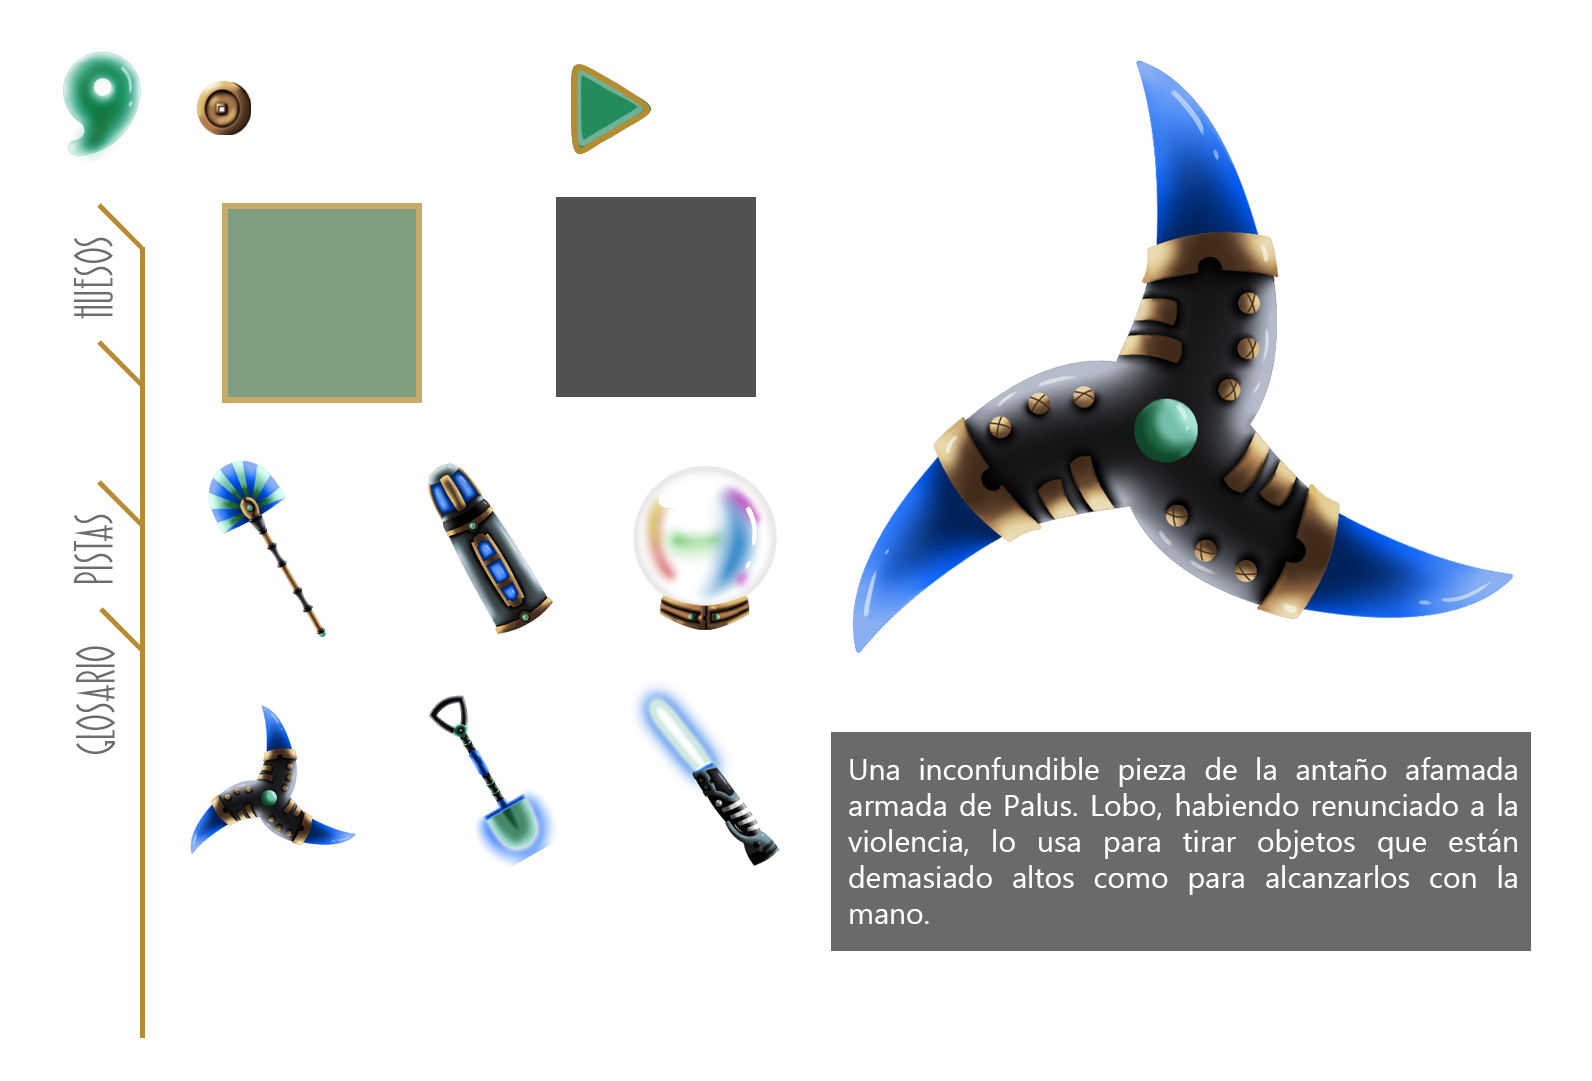 HUESOS
PISTAS
GLOSARIO
Una inconfundible pieza de la antaño afamada
armada de Palus. Lobo, habiendo renunciado a la
violencia, lo usa para tirar objetos que están
demasiado altos como para alcanzarlos con la
mano.